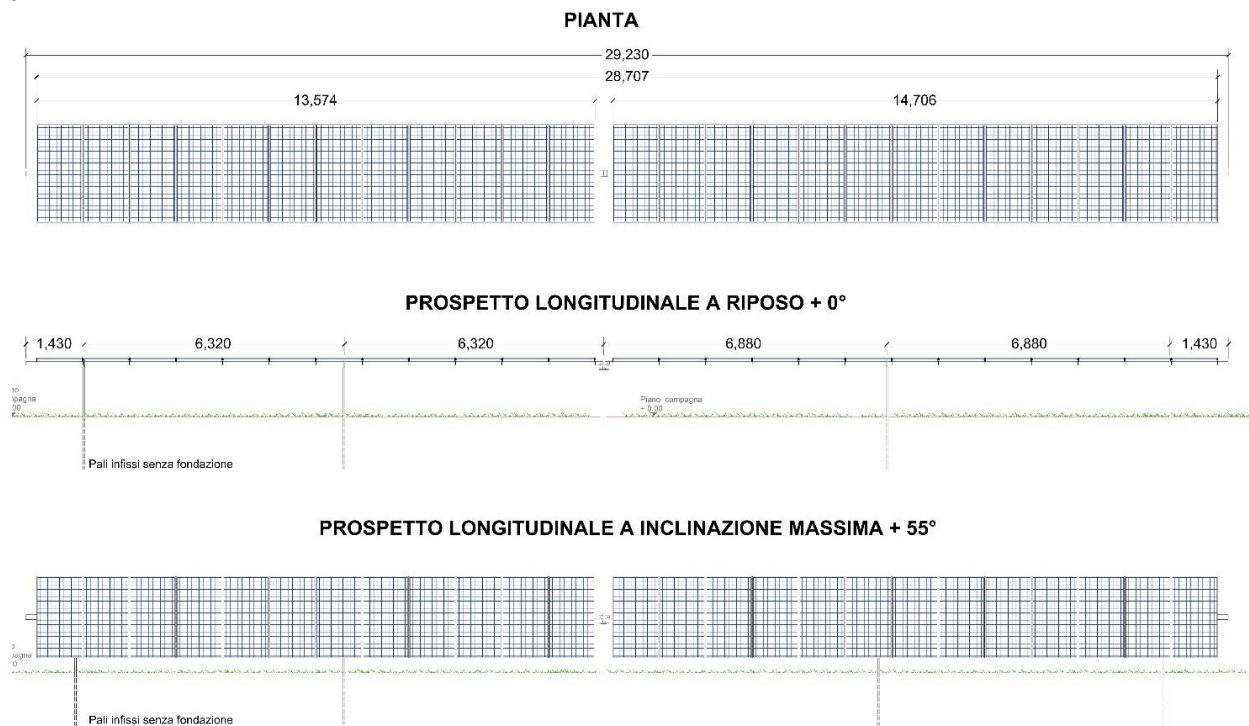 PIANTA
29,230
28,707
13,574 14,706
PROSPETTO LONGITUDINALE A RIPOSO + 0°
1,430 6,320 6,320 6,880 6,880 1,430
Piano campagna
+ 0.00
Pali infissi senza fondazione
PROSPETTO LONGITUDINALE A INCLINAZIONE MASSIMA + 55°
Pali infissi senza fondazione